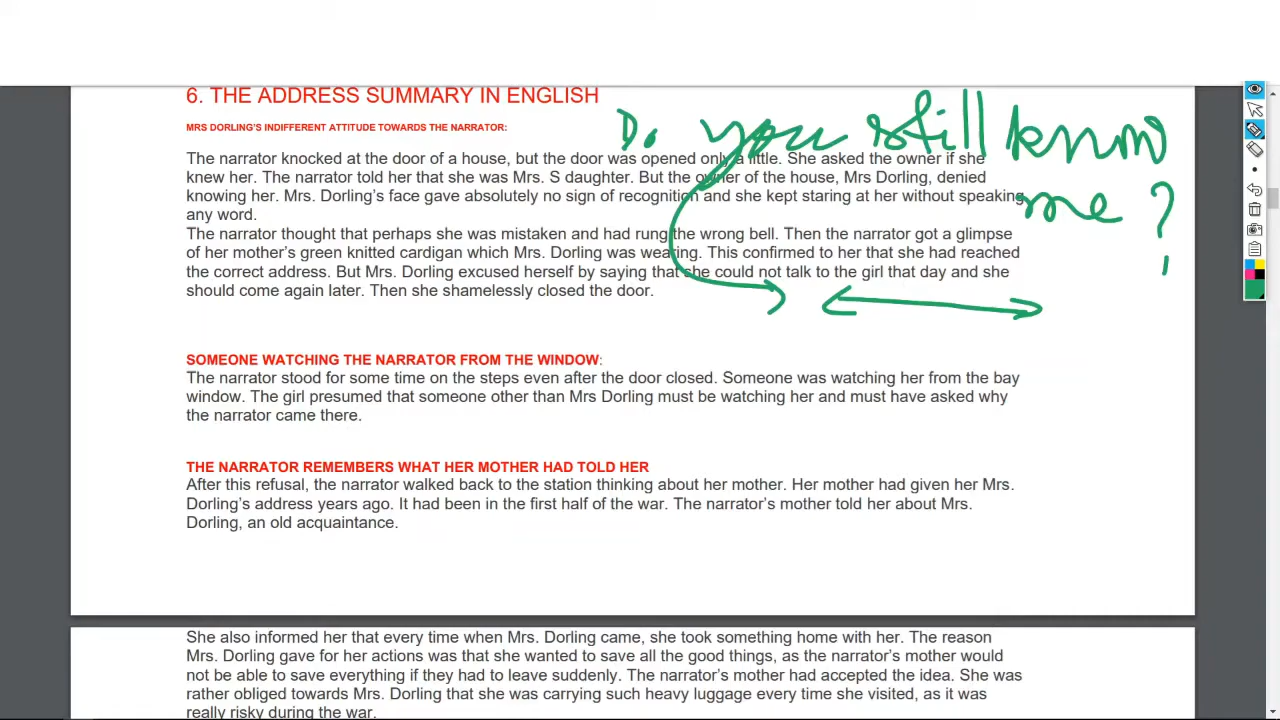 6. THE ADDRESS SUMMARY IN ENGLISH
Do you still know
me ?
MRS DORLING'S INDIFFERENT ATTITUDE TOWARDS THE NARRATOR:
The narrator knocked at the door of a house, but the door was opened only a little. She asked the owner if she
knew her. The narrator told her that she was Mrs. S daughter. But the owner of the house, Mrs Dorling, denied
knowing her. Mrs. Dorling's face gave absolutely no sign of recognition and she kept staring at her without speaking
any word.
The narrator thought that perhaps she was mistaken and had rung the wrong bell. Then the narrator got a glimpse
of her mother's green knitted cardigan which Mrs. Dorling was wearing. This confirmed to her that she had reached
the correct address. But Mrs. Dorling excused herself by saying that she could not talk to the girl that day and she
should come again later. Then she shamelessly closed the door.
SOMEONE WATCHING THE NARRATOR FROM THE WINDOW:
The narrator stood for some time on the steps even after the door closed. Someone was watching her from the bay
window. The girl presumed that someone other than Mrs Dorling must be watching her and must have asked why
the narrator came there.
THE NARRATOR REMEMBERS WHAT HER MOTHER HAD TOLD HER
After this refusal, the narrator walked back to the station thinking about her mother. Her mother had given her Mrs.
Dorling's address years ago. It had been in the first half of the war. The narrator's mother told her about Mrs.
Dorling, an old acquaintance.
She also informed her that every time when Mrs. Dorling came, she took something home with her. The reason
Mrs. Dorling gave for her actions was that she wanted to save all the good things, as the narrator's mother would
not be able to save everything if they had to leave suddenly. The narrator's mother had accepted the idea. She was
rather obliged towards Mrs. Dorling that she was carrying such heavy luggage every time she visited, as it was
really risky during the war.